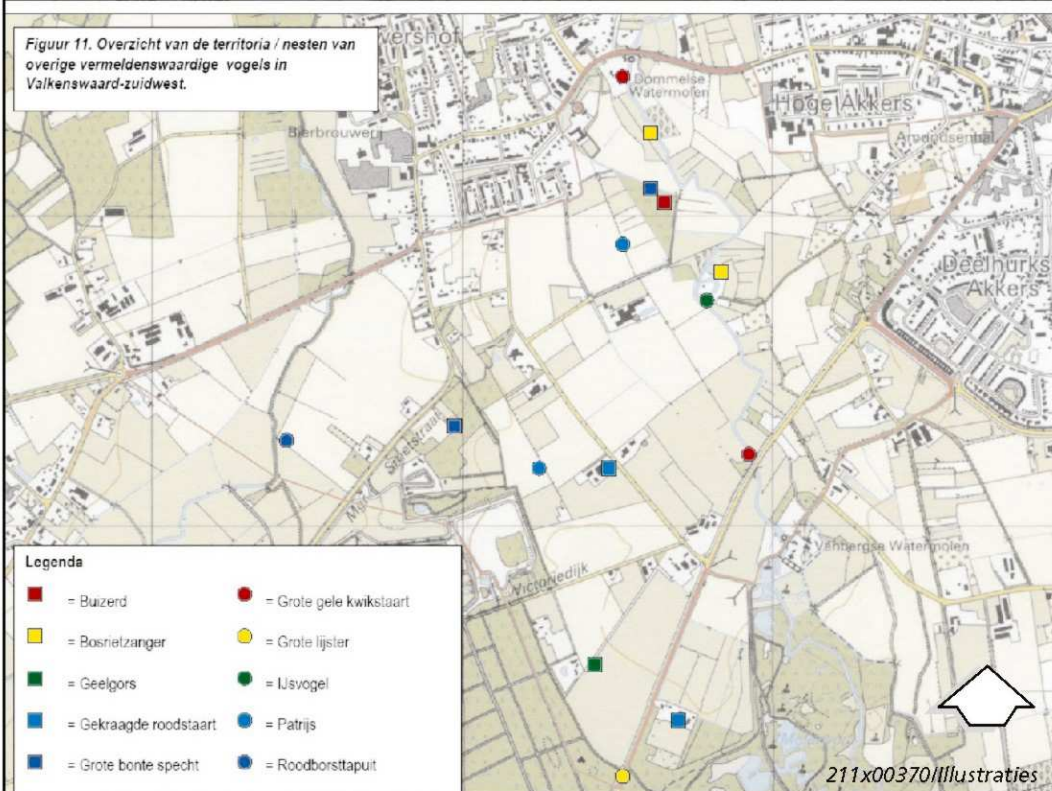 Figuur 11. Overzicht van de territoria / nesten van
overige vermeldenswaardige vogels in
Valkenswaard-zuidwest.
Dommelse
Watermolen
Hoge Akkers
Bierbrouwerij
Deelhurks
Akkers
Venbergse Watermolen
Victoriedijk
Legenda
= Buizerd
= Grote gele kwikstaart
= Bosrietzanger
= Grote lijster
= Geelgors
= IJsvogel
= Gekraagde roodstaart
= Patrijs
= Grote bonte specht
= Roodborsttapuit
211x00370/Illustraties